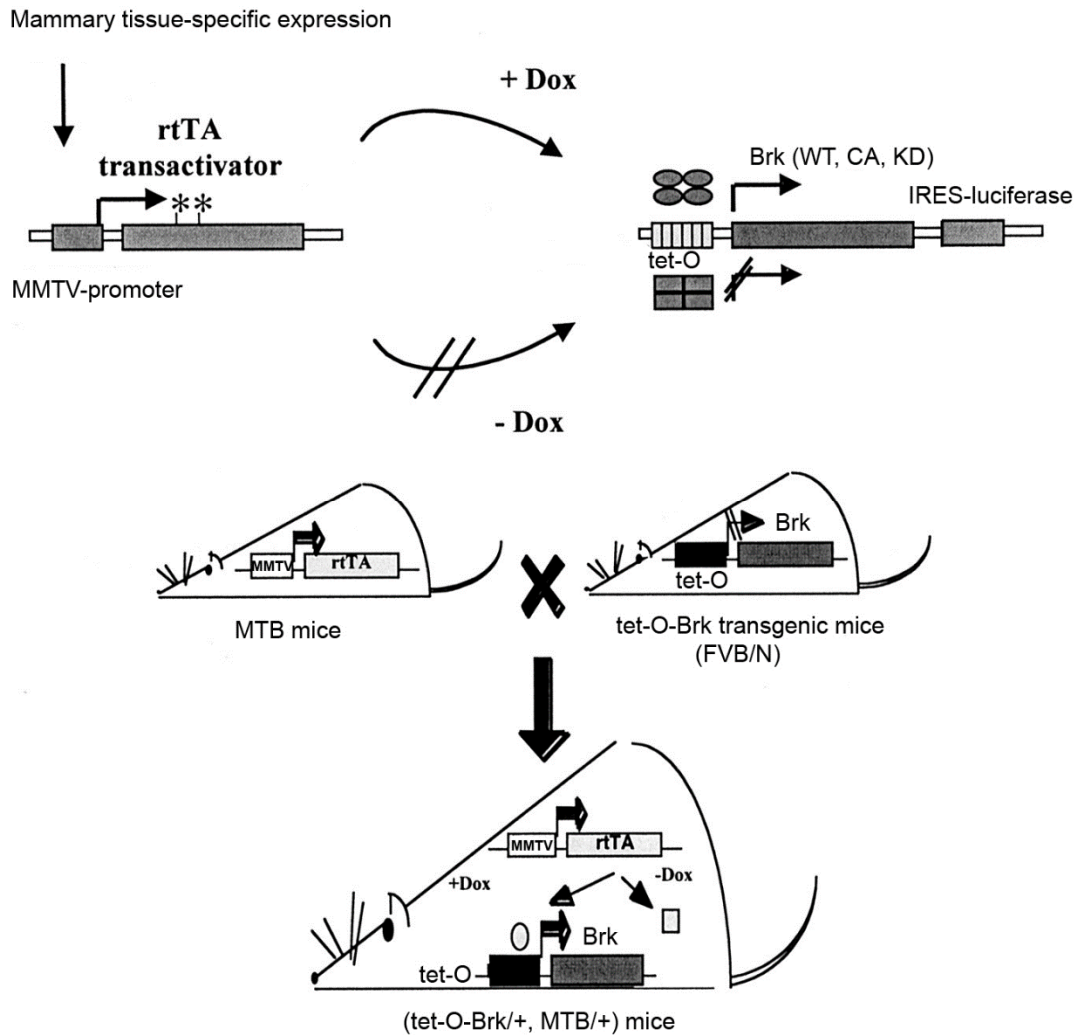 Mammary tissue-specific expression
+ Dox
rtTA
transactivator
**
Brk (WT, CA, KD)
IRES-luciferase
tet-O
MMTV-promoter
- Dox
MMTV
rtTA
Brk
tet-O
MTB mice
tet-O-Brk transgenic mice
(FVB/N)
MMTV
rtTA
+Dox
-Dox
Brk
tet-O
(tet-O-Brk/+, MTB/+) mice